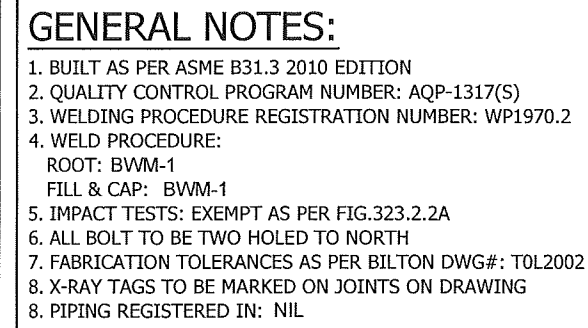 GENERAL NOTES:
1. BUILT AS PER ASME B31.3 2010 EDITION
2. QUALITY CONTROL PROGRAM NUMBER: AQP-1317(S)
3. WELDING PROCEDURE REGISTRATION NUMBER: WP1970.2
4. WELD PROCEDURE:
ROOT: BWM-1
FILL & CAP: BWM-1
5. IMPACT TESTS: EXEMPT AS PER FIG.323.2.2A
6. ALL BOLT TO BE TWO HOLED TO NORTH
7. FABRICATION TOLERANCES AS PER BILTON DWG#: T0L2002
8. X-RAY TAGS TO BE MARKED ON JOINTS ON DRAWING
8. PIPING REGISTERED IN: NIL